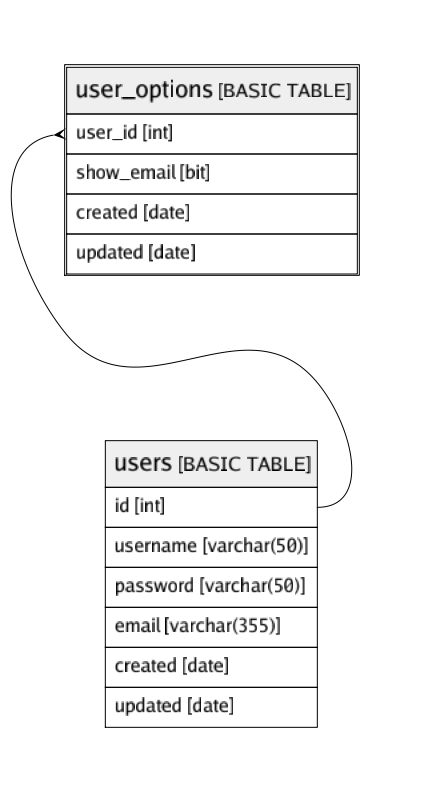 user_options [BASIC TABLE]
user_id [int]
show_email [bit]
created [date]
updated [date]
users [BASIC TABLE]
id [int]
username [varchar(50)]
password [varchar(50)]
email [varchar(355)]
created [date]
updated [date]